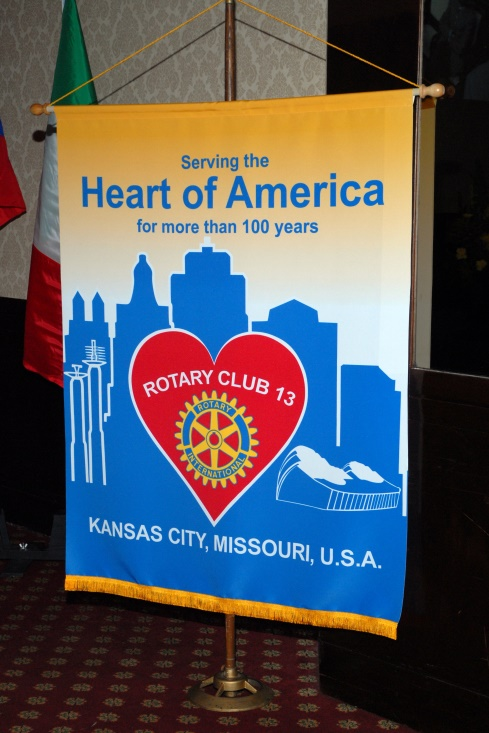 Serving the
Heart of America
for more than 100 years
ROTARY CLUB 13
ROTARY
INTERNATIONAL
KANSAS CITY, MISSOURI, U.S.A.